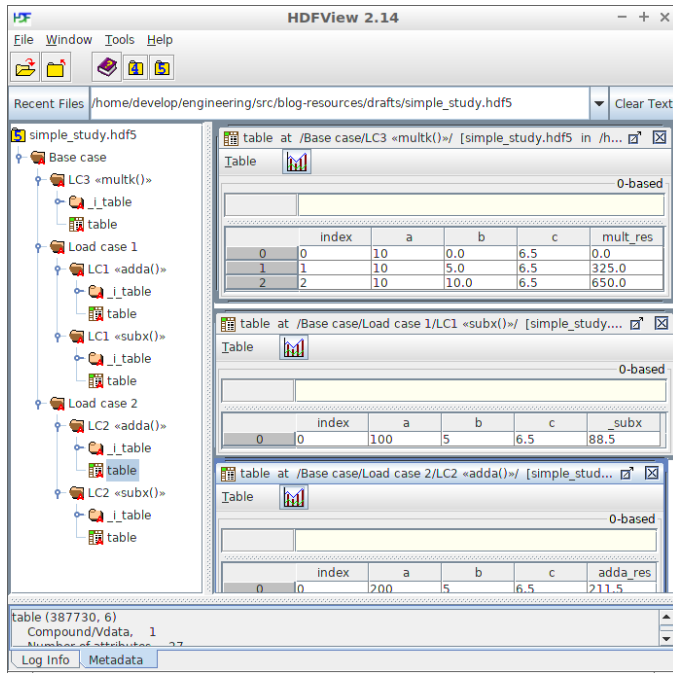 HDFView 2.14
File Window Tools Help
4 5
Recent Files /home/develop/engineering/src/blog-resources/drafts/simple_study.hdf5 Clear Text
5 simple_study.hdf5
Base case
LC3 «multk()»
_i_table
table
Load case 1
LC1 «adda()»
_i_table
table
LC1 «subx()»
_i_table
table
Load case 2
LC2 «adda()»
_i_table
table
LC2 «subx()»
_i_table
table
table at /Base case/LC3 «multk()»/ [simple_study.hdf5 in /h...
Table
0-based
index a b c mult_res
0 0 10 0.0 6.5 0.0
1 1 10 5.0 6.5 325.0
2 2 10 10.0 6.5 650.0
table at /Base case/Load case 1/LC1 «subx()»/ [simple_study....
Table
0-based
index a b c _subx
0 0 100 5 6.5 88.5
table at /Base case/Load case 2/LC2 «adda()»/ [simple_stud...
Table
0-based
index a b c adda_res
0 0 200 5 6.5 211.5
table (387730, 6)
Compound/Vdata, 1
Number of attributes 27
Log Info Metadata